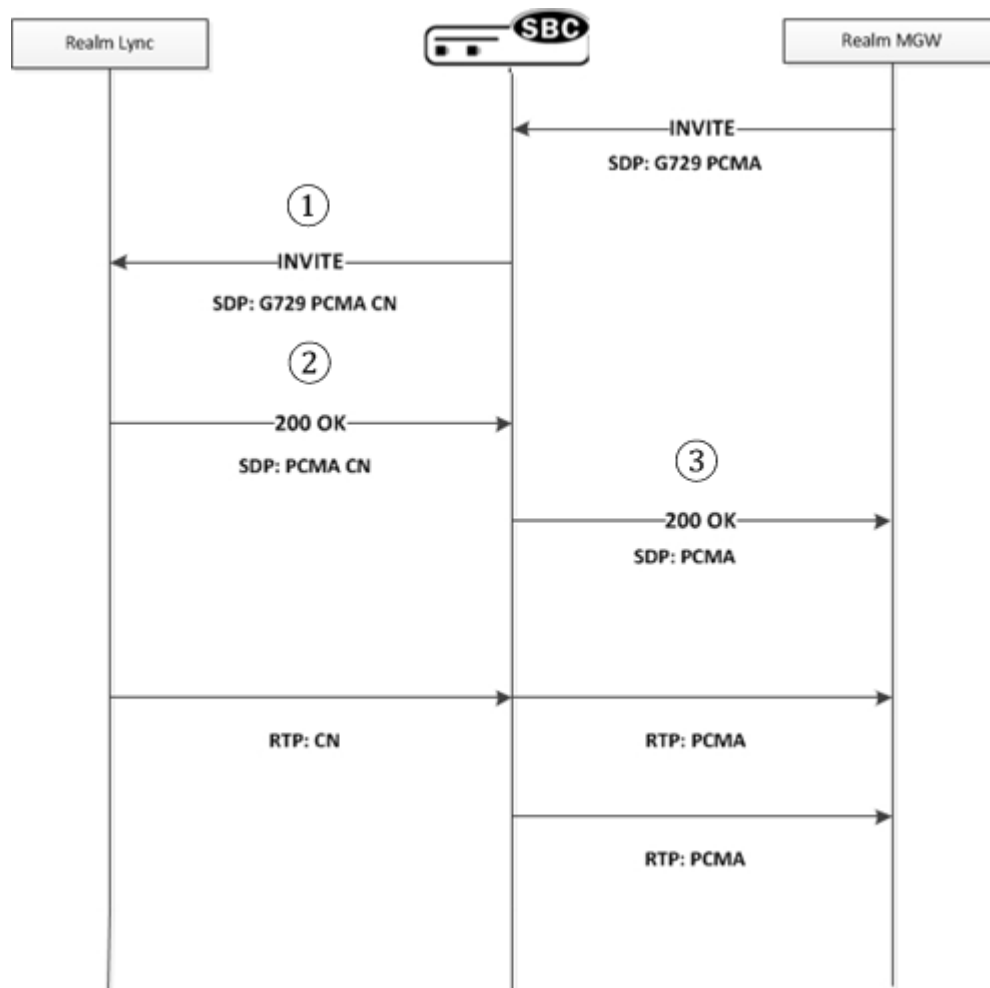 Realm Lync
SBC
Realm MGW
INVITE
SDP: G729 PCMA
1
INVITE
SDP: G729 PCMA CN
2
200 OK
SDP: PCMA CN
3
200 OK
SDP: PCMA
RTP: CN
RTP: PCMA
RTP: PCMA